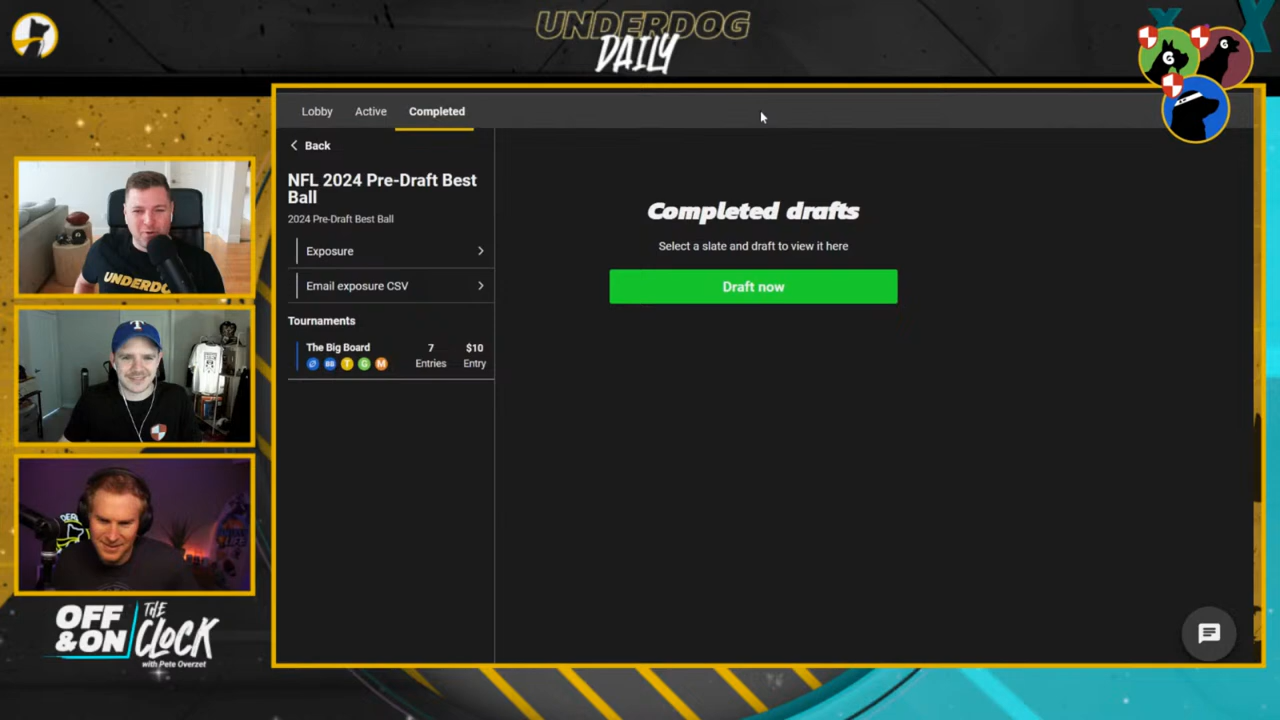 UNDERDOG
DAILY
Lobby Active Completed
Back
NFL 2024 Pre-Draft Best
Ball
2024 Pre-Draft Best Ball
Exposure
Email exposure CSV
Tournaments
The Big Board 7 $10
BB T G M Entries Entry
Completed drafts
Select a slate and draft to view it here
Draft now
G
G
UNDERDO
T
OFF
&ON THE
CLOCK
with Pete Overzet